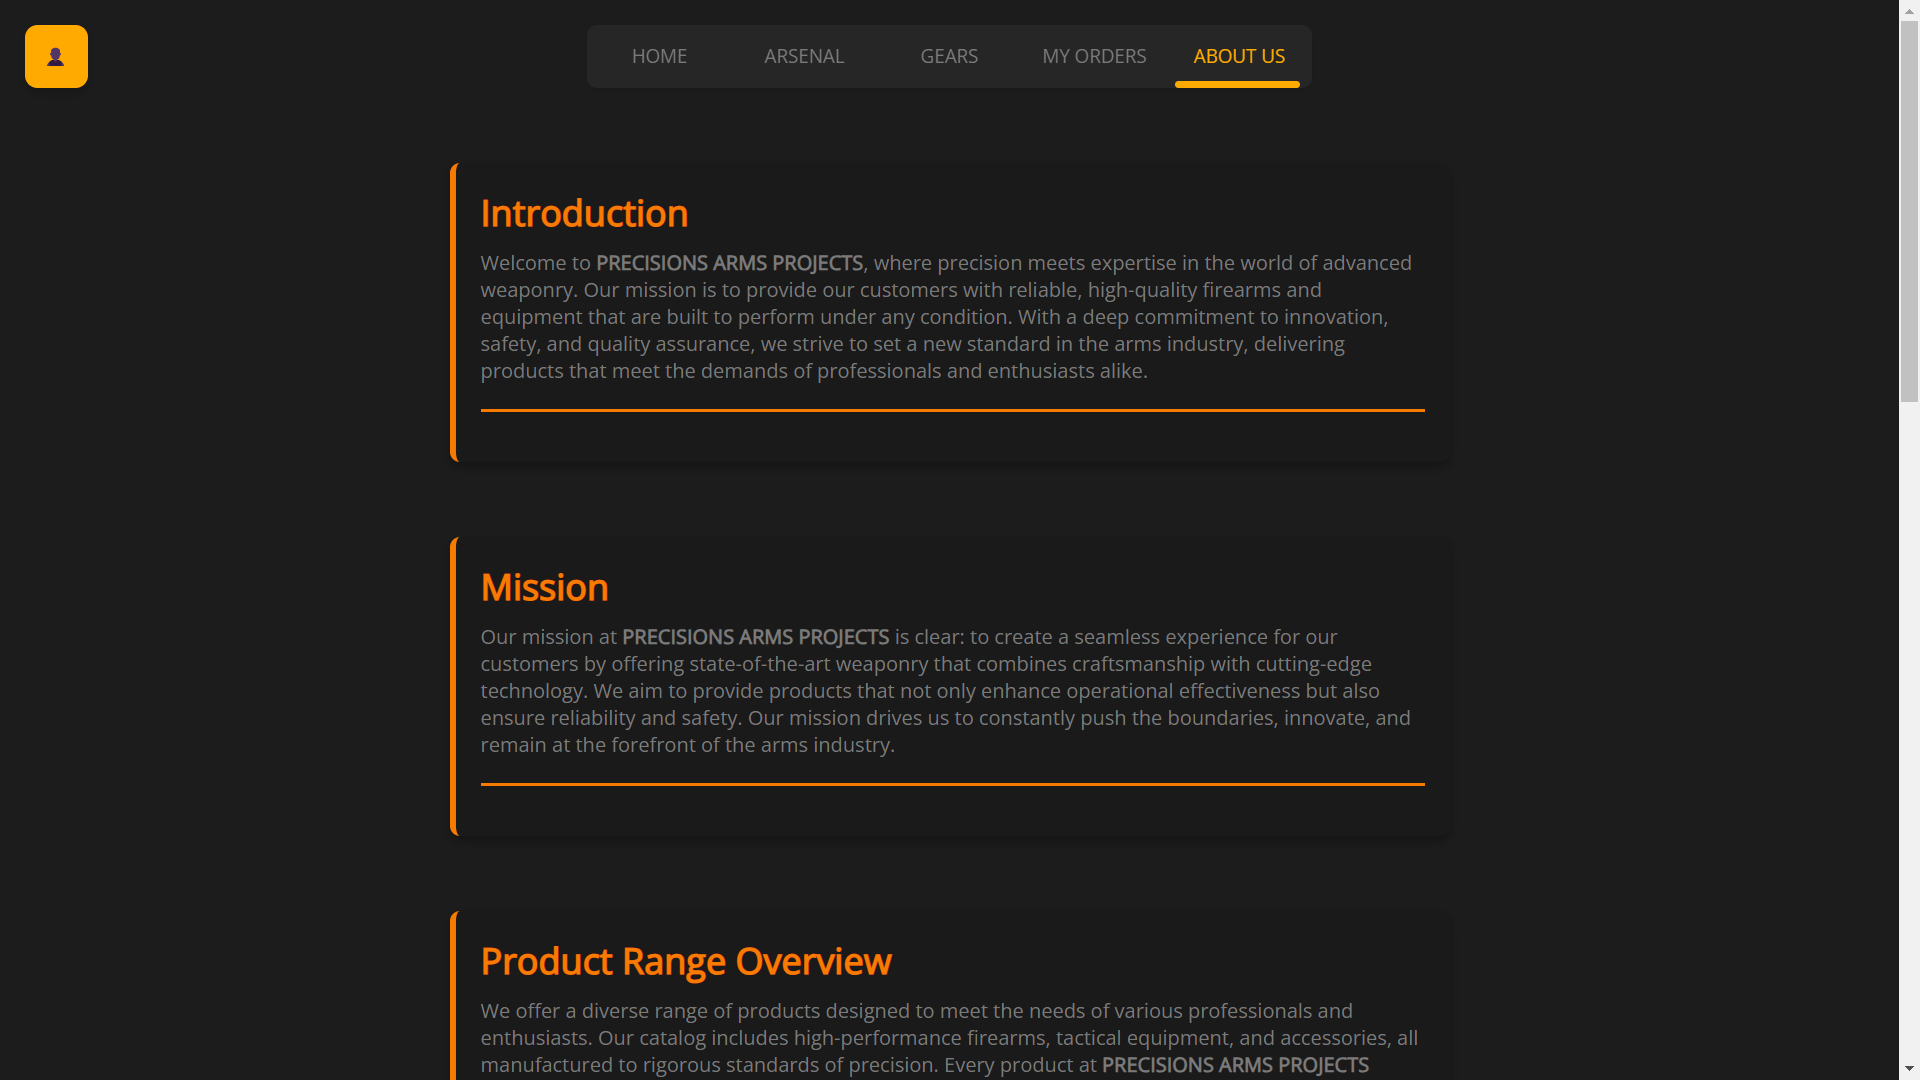 HOME ARSENAL GEARS MY ORDERS ABOUT US
Introduction
Welcome to PRECISIONS ARMS PROJECTS, where precision meets expertise in the world of advanced
weaponry. Our mission is to provide our customers with reliable, high-quality firearms and
equipment that are built to perform under any condition. With a deep commitment to innovation,
safety, and quality assurance, we strive to set a new standard in the arms industry, delivering
products that meet the demands of professionals and enthusiasts alike.
Mission
Our mission at PRECISIONS ARMS PROJECTS is clear: to create a seamless experience for our
customers by offering state-of-the-art weaponry that combines craftsmanship with cutting-edge
technology. We aim to provide products that not only enhance operational effectiveness but also
ensure reliability and safety. Our mission drives us to constantly push the boundaries, innovate, and
remain at the forefront of the arms industry.
Product Range Overview
We offer a diverse range of products designed to meet the needs of various professionals and
enthusiasts. Our catalog includes high-performance firearms, tactical equipment, and accessories, all
manufactured to rigorous standards of precision. Every product at PRECISIONS ARMS PROJECTS